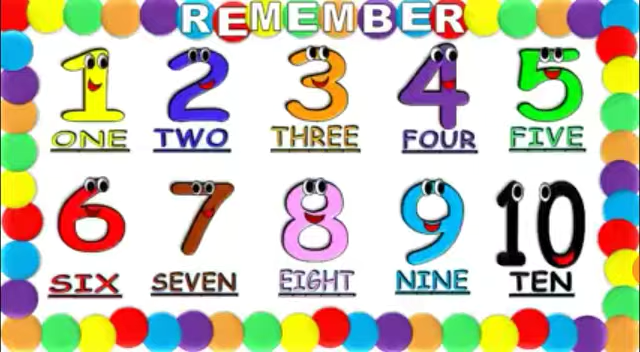 REMEMBER
1 2 3 4 5
ONE TWO THREE FOUR FIVE
6 7 8 9 10
SIX SEVEN EIGHT NINE TEN